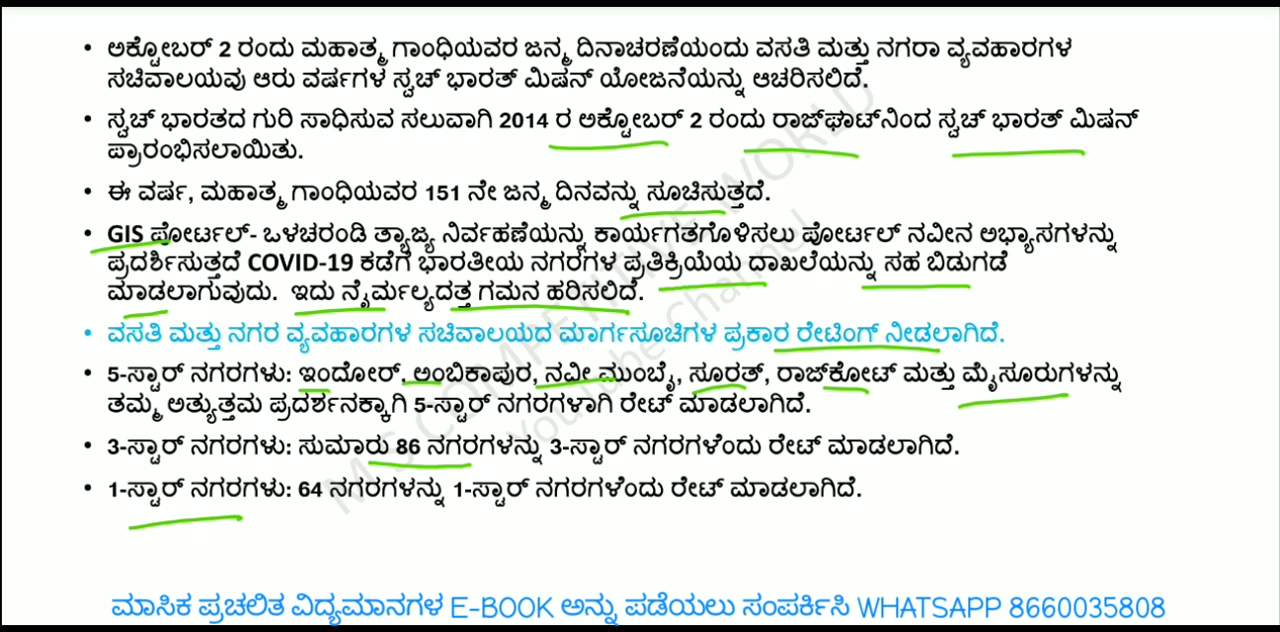 • ಅಕ್ಟೋಬರ್ 2 ರಂದು ಮಹಾತ್ಮ ಗಾಂಧಿಯವರ ಜನ್ಮ ದಿನಾಚರಣೆಯಂದು ವಸತಿ ಮತ್ತು ನಗರಾ ವ್ಯವಹಾರಗಳ
ಸಚಿವಾಲಯವು ಆರು ವರ್ಷಗಳ ಸ್ವಚ್ ಭಾರತ್ ಮಿಷನ್ ಯೋಜನೆಯನ್ನು ಆಚರಿಸಲಿದೆ.
• ಸ್ವಚ್ ಭಾರತದ ಗುರಿ ಸಾಧಿಸುವ ಸಲುವಾಗಿ 2014 ರ ಅಕ್ಟೋಬರ್ 2 ರಂದು ರಾಜ್‌ಘಾಟ್‌ನಿಂದ ಸ್ವಚ್ ಭಾರತ್ ಮಿಷನ್
ಪ್ರಾರಂಭಿಸಲಾಯಿತು.
• ಈ ವರ್ಷ, ಮಹಾತ್ಮ ಗಾಂಧಿಯವರ 151 ನೇ ಜನ್ಮ ದಿನವನ್ನು ಸೂಚಿಸುತ್ತದೆ.
• GIS ಪೋರ್ಟಲ್- ಒಳಚರಂಡಿ ತ್ಯಾಜ್ಯ ನಿರ್ವಹಣೆಯನ್ನು ಕಾರ್ಯಗತಗೊಳಿಸಲು ಪೋರ್ಟಲ್ ನವೀನ ಅಭ್ಯಾಸಗಳನ್ನು
ಪ್ರದರ್ಶಿಸುತ್ತದೆ COVID-19 ಕಡೆಗೆ ಭಾರತೀಯ ನಗರಗಳ ಪ್ರತಿಕ್ರಿಯೆಯ ದಾಖಲೆಯನ್ನು ಸಹ ಬಿಡುಗಡೆ
ಮಾಡಲಾಗುವುದು. ಇದು ನೈರ್ಮಲ್ಯದತ್ತ ಗಮನ ಹರಿಸಲಿದೆ.
• ವಸತಿ ಮತ್ತು ನಗರ ವ್ಯವಹಾರಗಳ ಸಚಿವಾಲಯದ ಮಾರ್ಗಸೂಚಿಗಳ ಪ್ರಕಾರ ರೇಟಿಂಗ್ ನೀಡಲಾಗಿದೆ.
• 5-ಸ್ಟಾರ್ ನಗರಗಳು: ಇಂದೋರ್, ಅಂಬಿಕಾಪುರ, ನವೀ ಮುಂಬೈ, ಸೂರತ್, ರಾಜ್‌ಕೋಟ್ ಮತ್ತು ಮೈಸೂರುಗಳನ್ನು
ತಮ್ಮ ಅತ್ಯುತ್ತಮ ಪ್ರದರ್ಶನಕ್ಕಾಗಿ 5-ಸ್ಟಾರ್ ನಗರಗಳಾಗಿ ರೇಟ್ ಮಾಡಲಾಗಿದೆ.
• 3-ಸ್ಟಾರ್ ನಗರಗಳು: ಸುಮಾರು 86 ನಗರಗಳನ್ನು 3-ಸ್ಟಾರ್ ನಗರಗಳೆಂದು ರೇಟ್ ಮಾಡಲಾಗಿದೆ.
• 1-ಸ್ಟಾರ್ ನಗರಗಳು: 64 ನಗರಗಳನ್ನು 1-ಸ್ಟಾರ್ ನಗರಗಳೆಂದು ರೇಟ್ ಮಾಡಲಾಗಿದೆ.
M S COMPETITIVE WORLD
YouTube Channel
ಮಾಸಿಕ ಪ್ರಚಲಿತ ವಿದ್ಯಮಾನಗಳ E-BOOK ಅನ್ನು ಪಡೆಯಲು ಸಂಪರ್ಕಿಸಿ WHATSAPP 8660035808